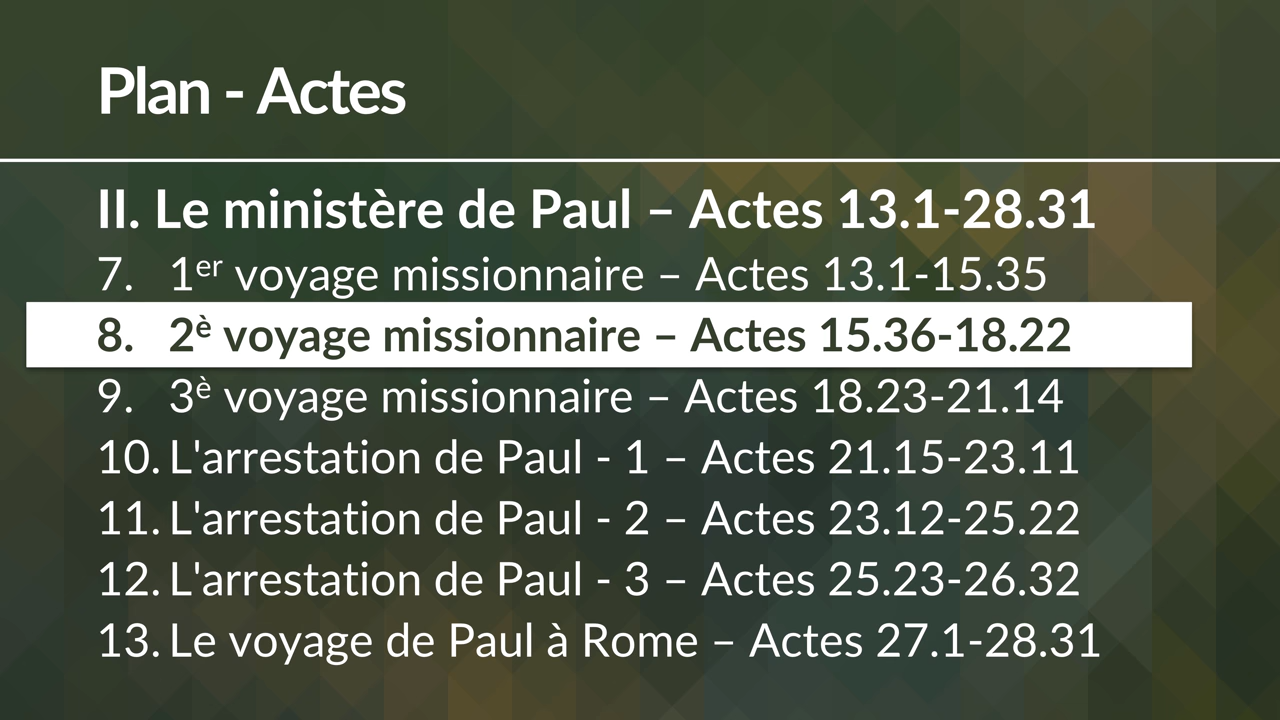 Plan - Actes
II. Le ministère de Paul – Actes 13.1-28.31
7. 1er voyage missionnaire – Actes 13.1-15.35
8. 2è voyage missionnaire – Actes 15.36-18.22
9. 3è voyage missionnaire – Actes 18.23-21.14
10. L'arrestation de Paul - 1 – Actes 21.15-23.11
11. L'arrestation de Paul - 2 – Actes 23.12-25.22
12. L'arrestation de Paul - 3 – Actes 25.23-26.32
13. Le voyage de Paul à Rome – Actes 27.1-28.31